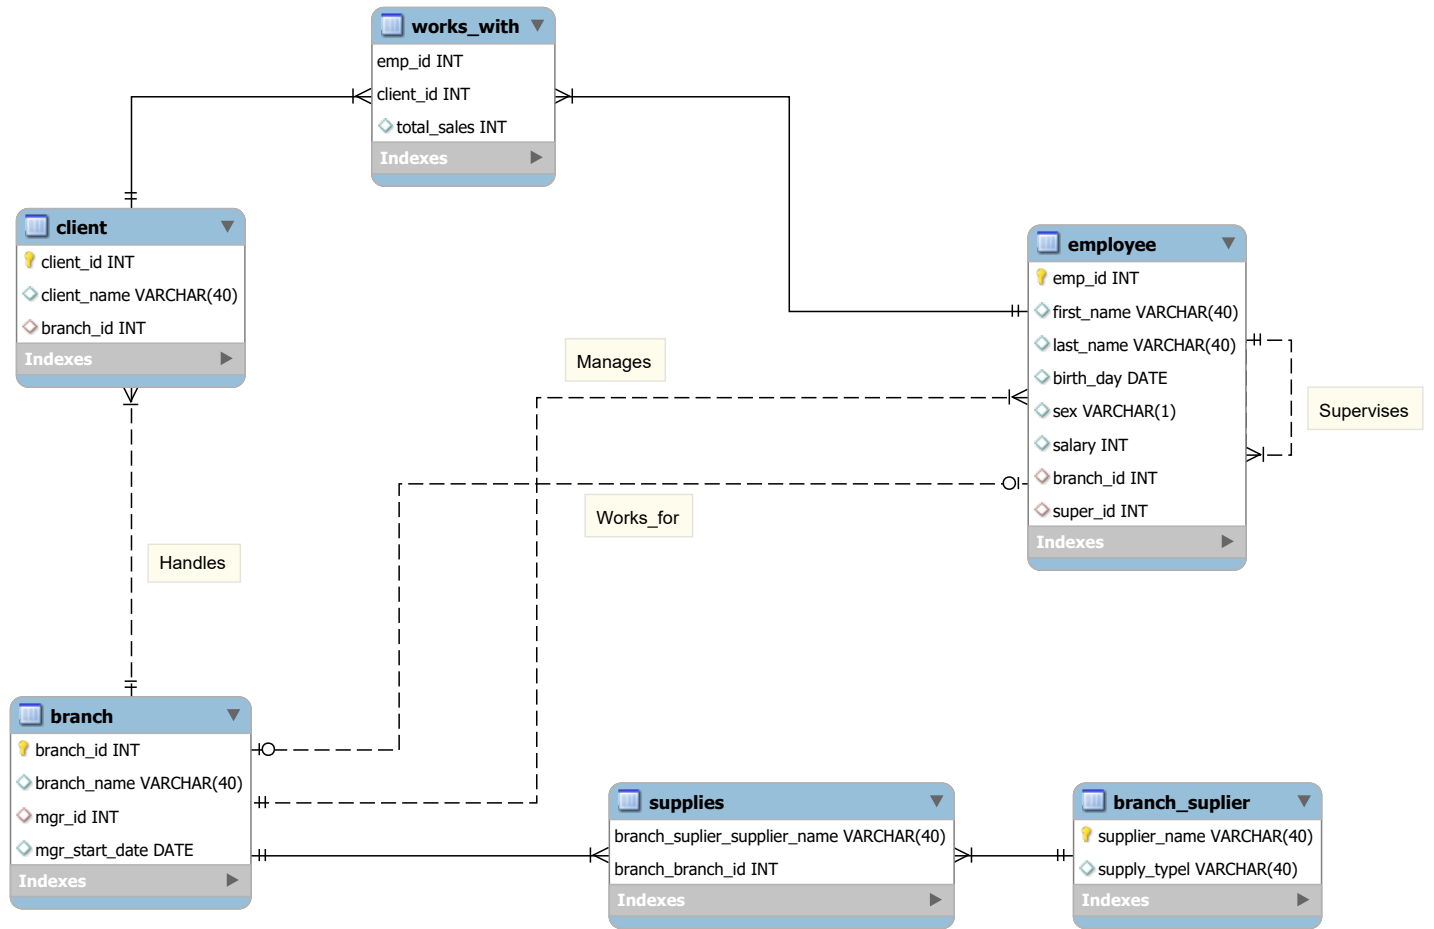 works_with
emp_id INT
client_id INT
total_sales INT
Indexes
client
client_id INT
client_name VARCHAR(40)
branch_id INT
Indexes
employee
emp_id INT
first_name VARCHAR(40)
last_name VARCHAR(40)
birth_day DATE
sex VARCHAR(1)
salary INT
branch_id INT
super_id INT
Indexes
Manages
Supervises
Works_for
Handles
branch
branch_id INT
branch_name VARCHAR(40)
mgr_id INT
mgr_start_date DATE
Indexes
supplies
branch_suplier_supplier_name VARCHAR(40)
branch_branch_id INT
Indexes
branch_suplier
supplier_name VARCHAR(40)
supply_typel VARCHAR(40)
Indexes